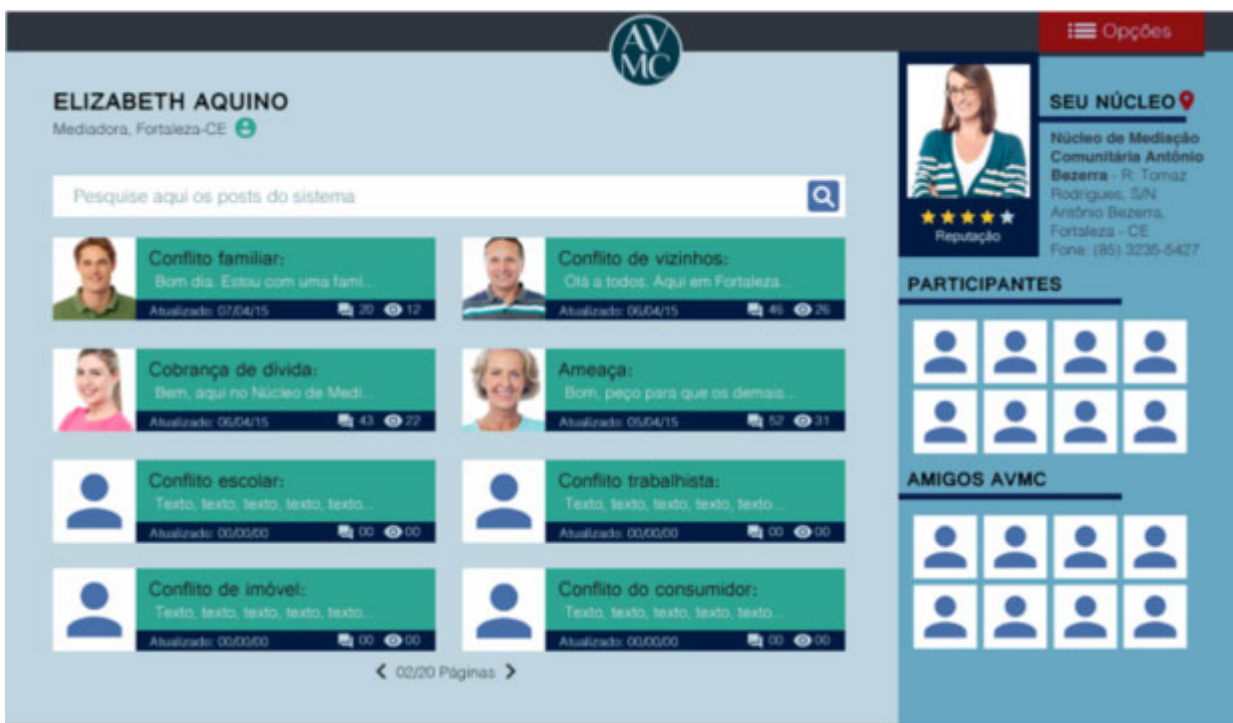 AV
MC
Opções
ELIZABETH AQUINO
Mediadora, Fortaleza-CE
Pesquise aqui os posts do sistema
Conflito familiar:
Bom dia. Estou com uma famí...
Atualizado: 07/04/15 20 12
Conflito de vizinhos:
Olá a todos. Aqui em Fortaleza...
Atualizado: 06/04/15 46 26
Cobrança de dívida:
Bem, aqui no Núcleo de Medi...
Atualizado: 06/04/15 43 22
Ameaça:
Bom, peço para que os demais...
Atualizado: 05/04/15 52 31
Conflito escolar:
Texto, texto, texto, texto, texto...
Atualizado: 00/00/00 00 00
Conflito trabalhista:
Texto, texto, texto, texto, texto...
Atualizado: 00/00/00 00 00
Conflito de imóvel:
Texto, texto, texto, texto, texto...
Atualizado: 00/00/00 00 00
Conflito do consumidor:
Texto, texto, texto, texto, texto...
Atualizado: 00/00/00 00 00
02/20 Páginas
Reputação
SEU NÚCLEO
Núcleo de Mediação
Comunitária Antônio
Bezerra - R. Tomaz
Rodrigues, S/N.
Antônio Bezerra,
Fortaleza - CE
Fone: (85) 3235-5427
PARTICIPANTES
AMIGOS AVMC